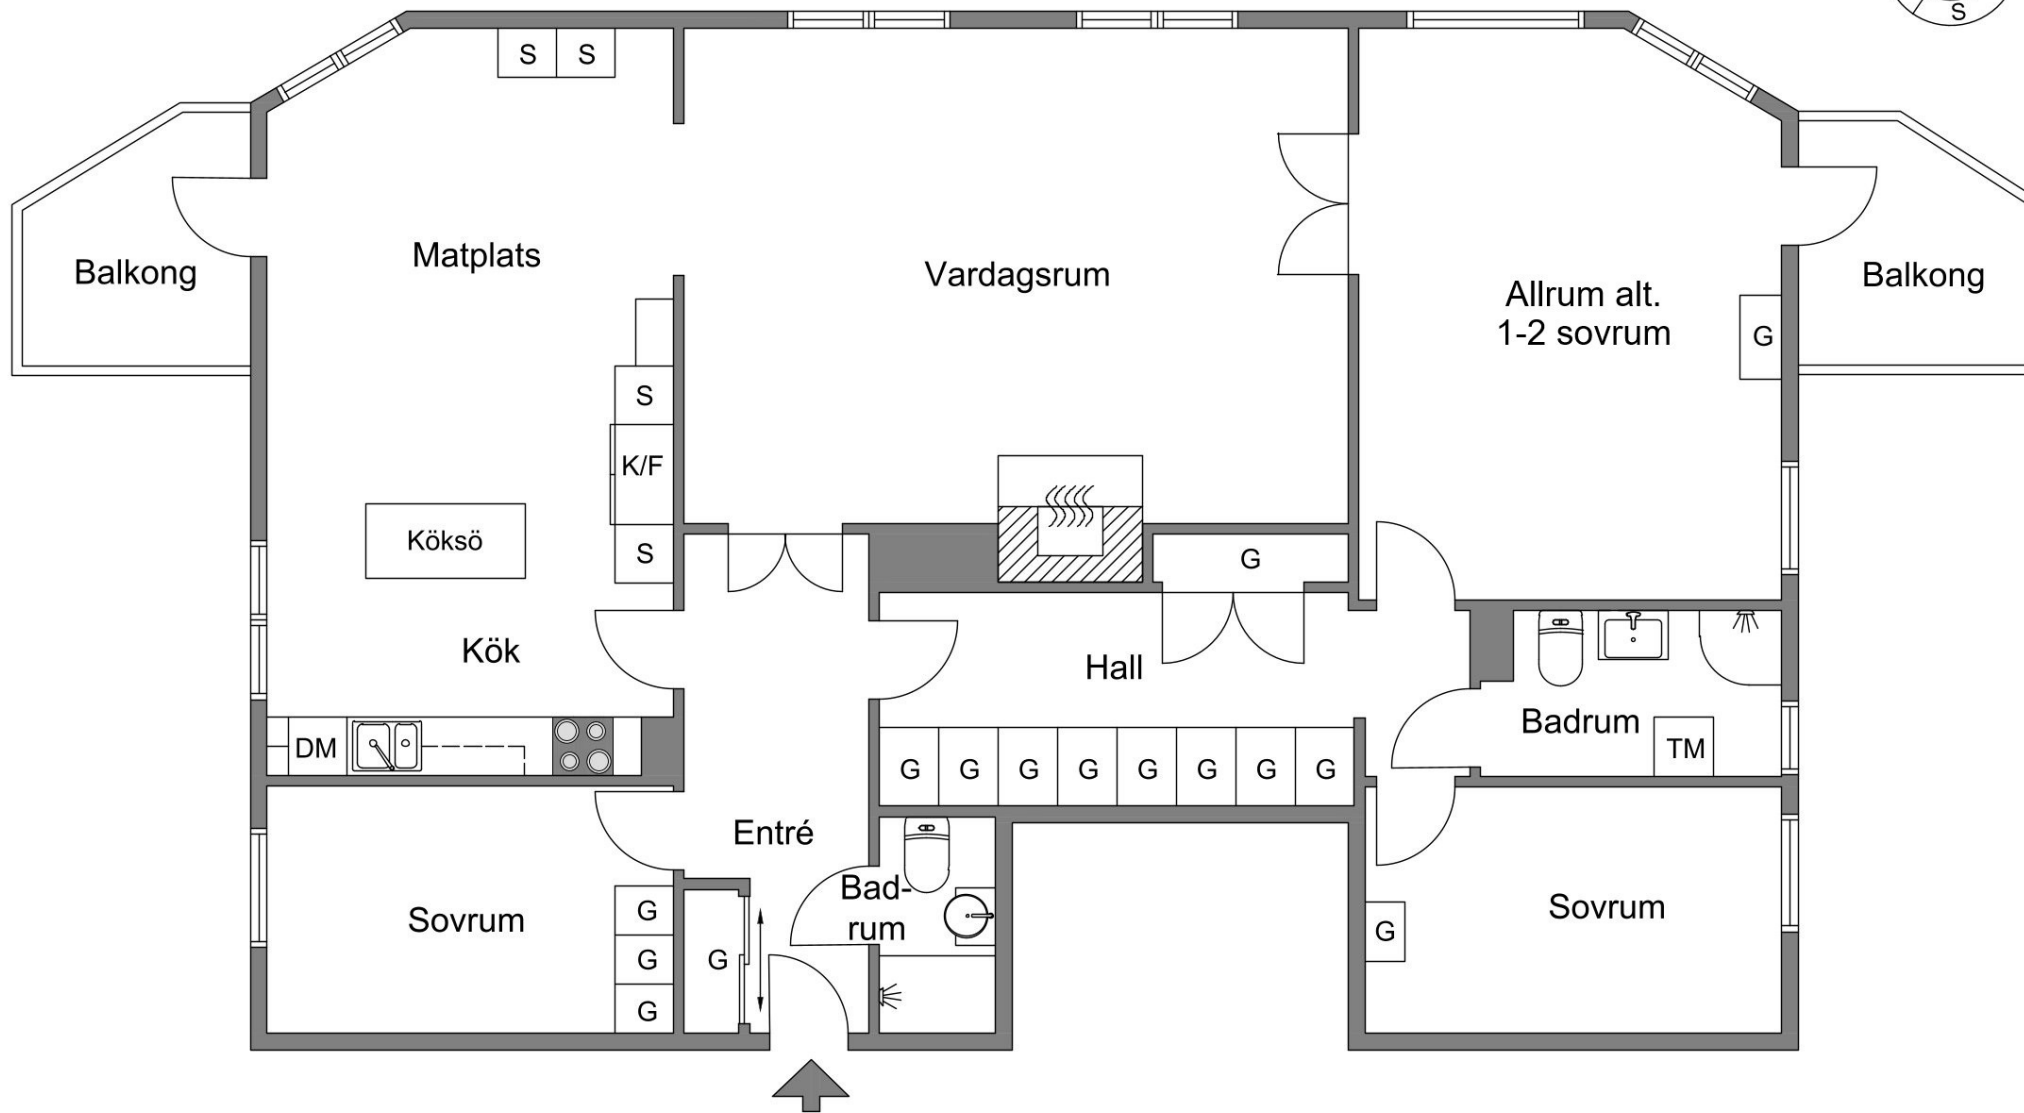 S
S S
Balkong
Matplats
Vardagsrum
Allrum alt.
1-2 sovrum
Balkong
G
S
K/F
S
Köksö
G
Kök
Hall
Badrum
TM
DM
G G G G G G G G
Entré
Bad-
rum
Sovrum
G
G
G
G
Sovrum
G